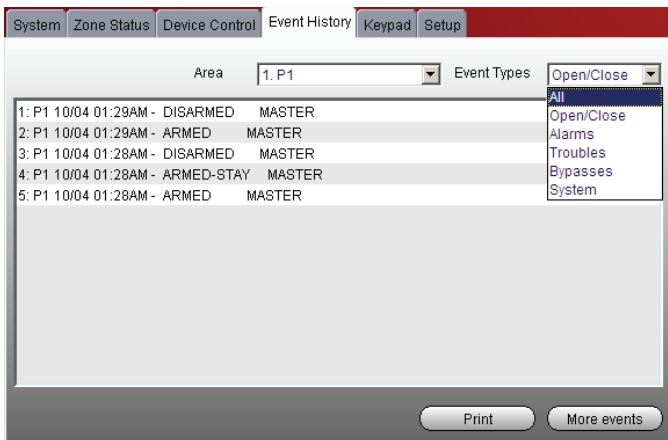 System Zone Status Device Control Event History Keypad Setup
Area 1. P1 Event Types Open/Close
All
Open/Close
Alarms
Troubles
Bypasses
System
1: P1 10/04 01:29AM - DISARMED MASTER
2: P1 10/04 01:29AM - ARMED MASTER
3: P1 10/04 01:28AM - DISARMED MASTER
4: P1 10/04 01:28AM - ARMED-STAY MASTER
5: P1 10/04 01:28AM - ARMED MASTER
Print More events